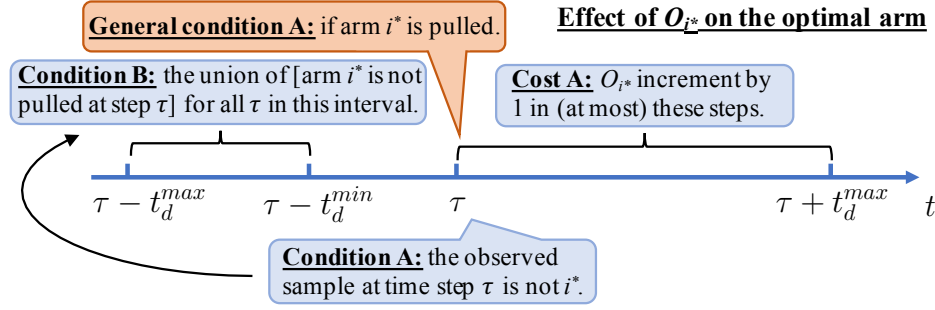 Effect of O_{i*} on the optimal arm
General condition A: if arm i* is pulled.
Condition B: the union of [arm i* is not
pulled at step τ] for all τ in this interval.
Cost A: O_{i*} increment by
1 in (at most) these steps.
τ − t_d^{max}
τ − t_d^{min}
τ
τ + t_d^{max}
t
Condition A: the observed
sample at time step τ is not i*.